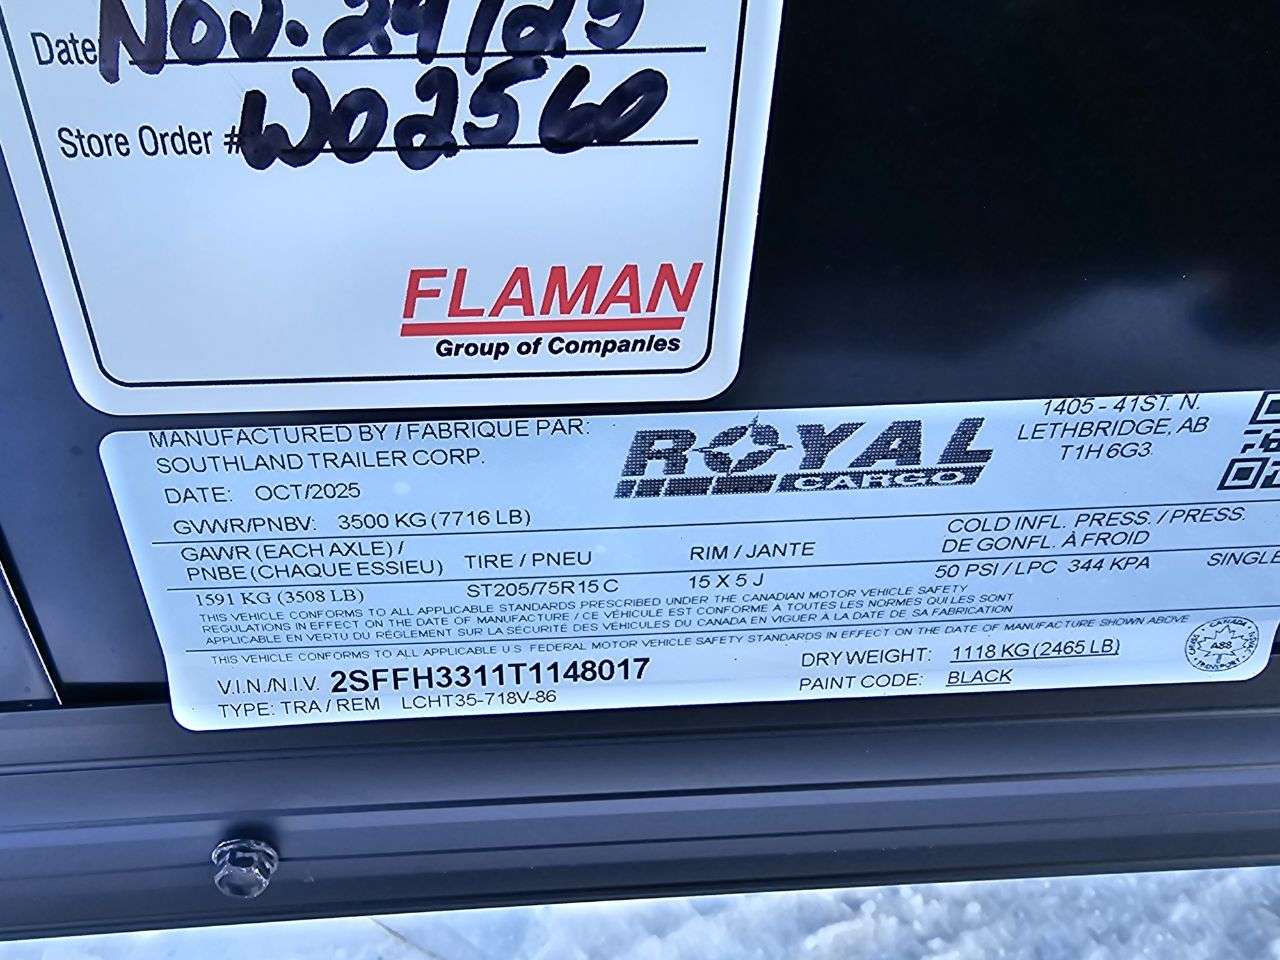 Date Nov. 24/25
Store Order # W02560
FLAMAN
Group of Companies
MANUFACTURED BY / FABRIQUE PAR:
SOUTHLAND TRAILER CORP.
DATE: OCT/2025
ROYAL
CARGO
1405 - 41ST. N.
LETHBRIDGE, AB
T1H 6G3
GVWR/PNBV: 3500 KG (7716 LB)
GAWR (EACH AXLE) /
PNBE (CHAQUE ESSIEU)
TIRE / PNEU
RIM / JANTE
COLD INFL. PRESS. / PRESS.
DE GONFL. À FROID
1591 KG (3508 LB)
ST205/75R15 C
15 X 5 J
50 PSI / LPC 344 KPA
SINGLE
THIS VEHICLE CONFORMS TO ALL APPLICABLE STANDARDS PRESCRIBED UNDER THE CANADIAN MOTOR VEHICLE SAFETY
REGULATIONS IN EFFECT ON THE DATE OF MANUFACTURE / CE VÉHICULE EST CONFORME À TOUTES LES NORMES QUI LES SONT
APPLICABLE EN VERTU DU RÈGLEMENT SUR LA SÉCURITÉ DES VÉHICULES DU CANADA EN VIGUER À LA DATE DE SA FABRICATION
THIS VEHICLE CONFORMS TO ALL APPLICABLE U.S. FEDERAL MOTOR VEHICLE SAFETY STANDARDS IN EFFECT ON THE DATE OF MANUFACTURE SHOWN ABOVE
V.I.N./N.I.V. 2SFFH3311T1148017
TYPE: TRA / REM LCHT35-718V-86
DRY WEIGHT: 1118 KG (2465 LB)
PAINT CODE: BLACK
CANADA
TRANSPORT